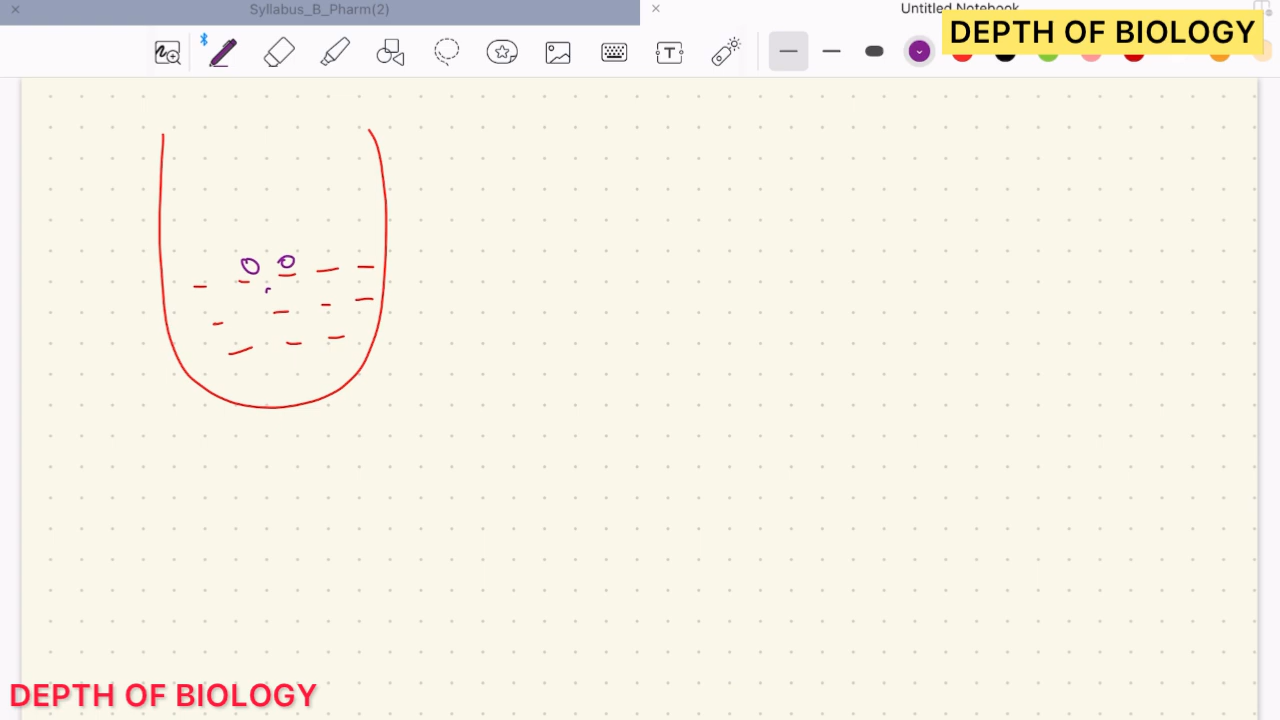 Syllabus_B_Pharm(2)
Untitled Notebook
DEPTH OF BIOLOGY
T
DEPTH OF BIOLOGY